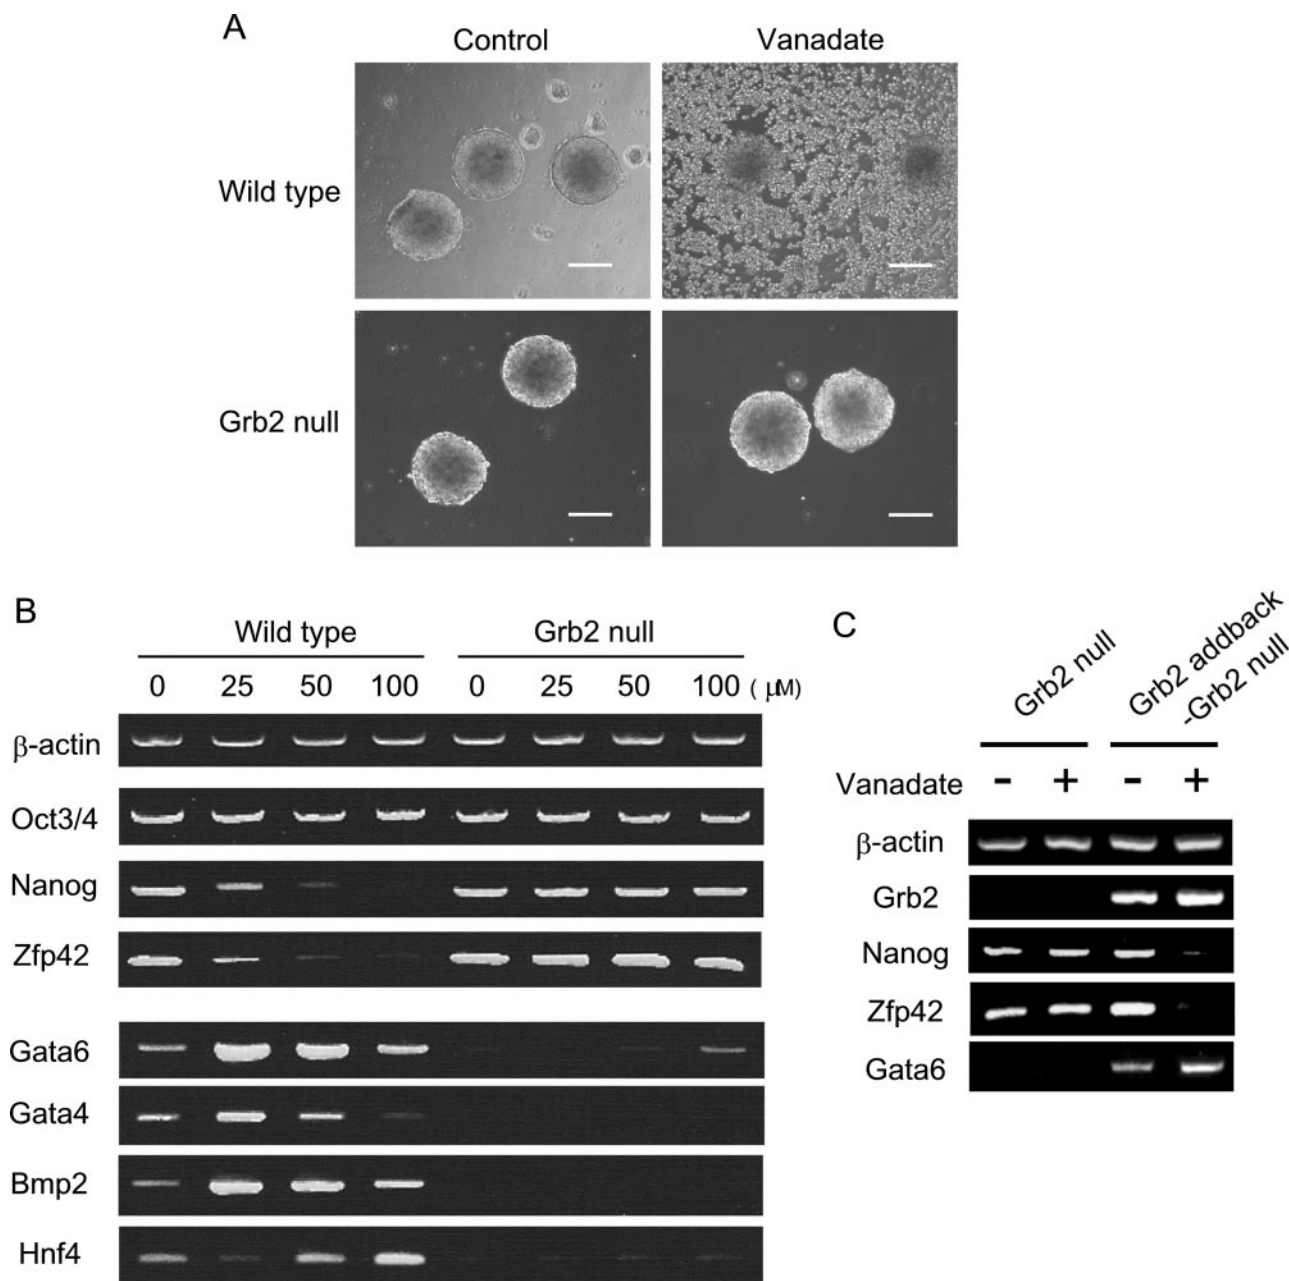 A
Control Vanadate
Wild type
Grb2 null
B
Wild type Grb2 null
0 25 50 100 0 25 50 100 ( μM)
β-actin
Oct3/4
Nanog
Zfp42
Gata6
Gata4
Bmp2
Hnf4
C
Grb2 null
Grb2 addback
-Grb2 null
Vanadate - + - +
β-actin
Grb2
Nanog
Zfp42
Gata6